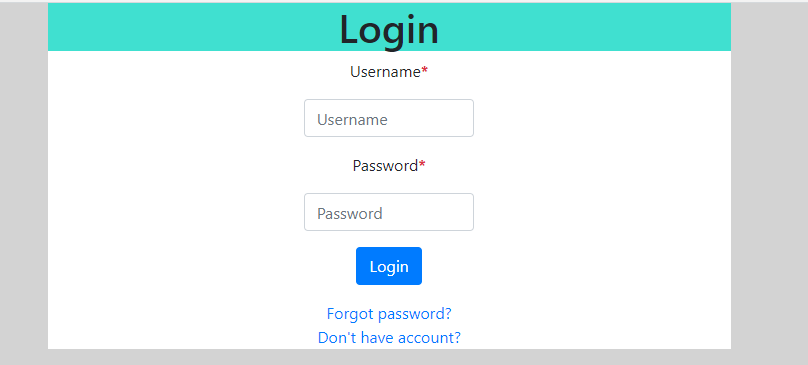 Login
Username*
Username
Password*
Password
Login
Forgot password?
Don't have account?